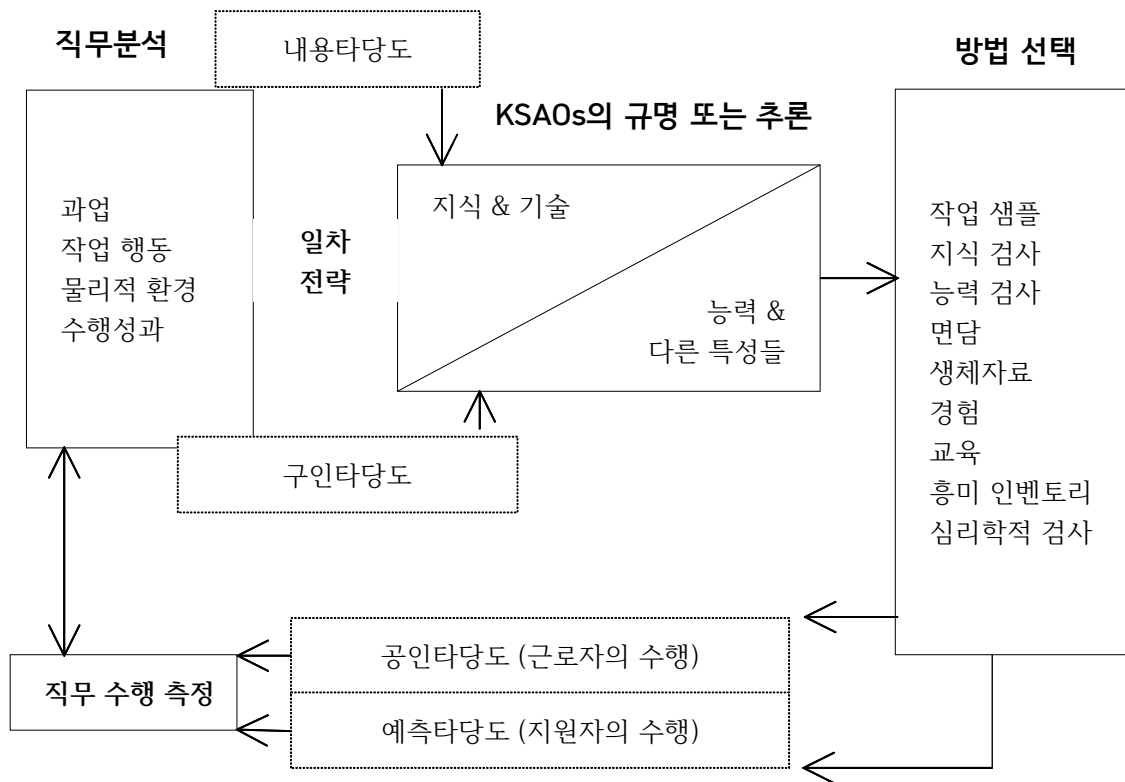 직무분석
내용타당도
방법 선택
KSAOs의 규명 또는 추론
과업
작업 행동
물리적 환경
수행성과
일차
전략
지식 & 기술
능력 &
다른 특성들
작업 샘플
지식 검사
능력 검사
면담
생체자료
경험
교육
흥미 인벤토리
심리학적 검사
구인타당도
공인타당도 (근로자의 수행)
직무 수행 측정
예측타당도 (지원자의 수행)